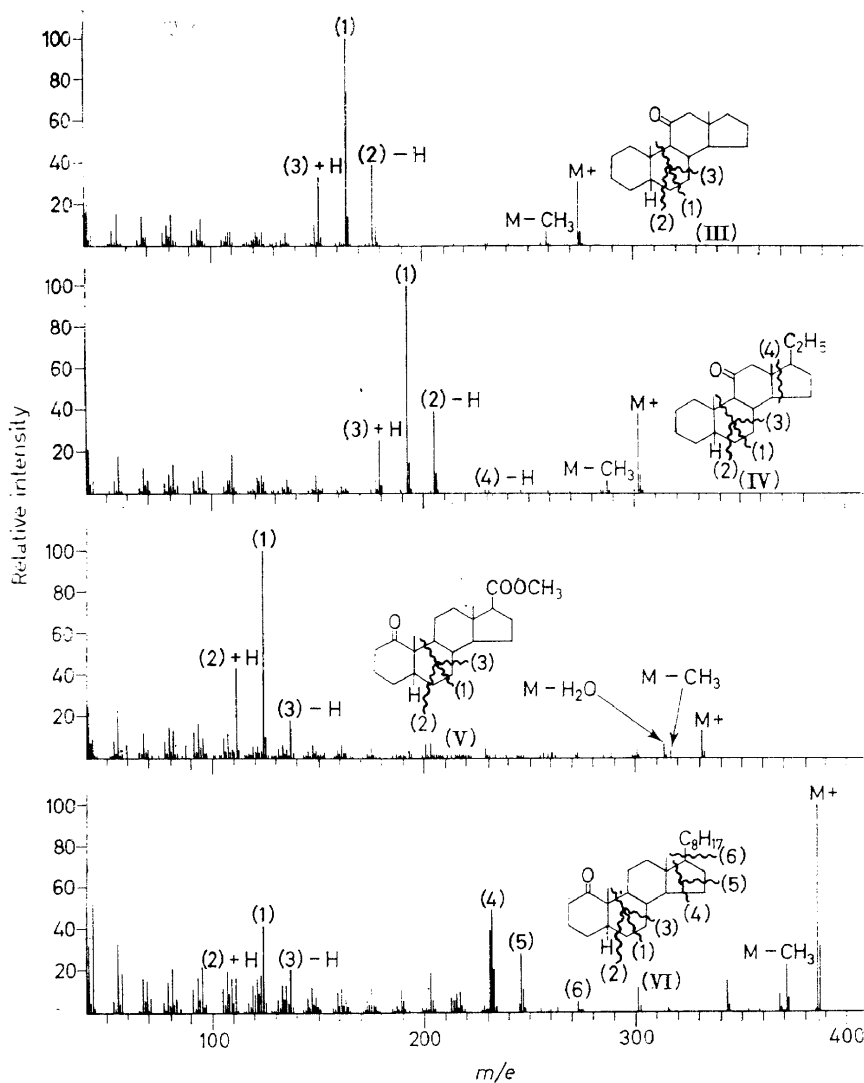 Relative intensity
100
80
60
40
20
(1)
(3) + H
(2) – H
M – CH₃
M+
O
H
(3)
(1)
(2)
(III)
100
80
60
40
20
(1)
(3) + H
(2) – H
(4) – H
M – CH₃
M+
(4)
C₂H₅
O
H
(3)
(1)
(2)
(IV)
100
80
60
40
20
(1)
(2) + H
(3) – H
COOCH₃
O
H
(3)
(1)
(2)
(V)
M – H₂O
M – CH₃
M+
100
80
60
40
20
(2) + H
(1)
(3) – H
(4)
(5)
(6)
C₈H₁₇
(6)
(5)
(4)
O
H
(3)
(1)
(2)
(VI)
M – CH₃
M+
100
200
300
400
m/e